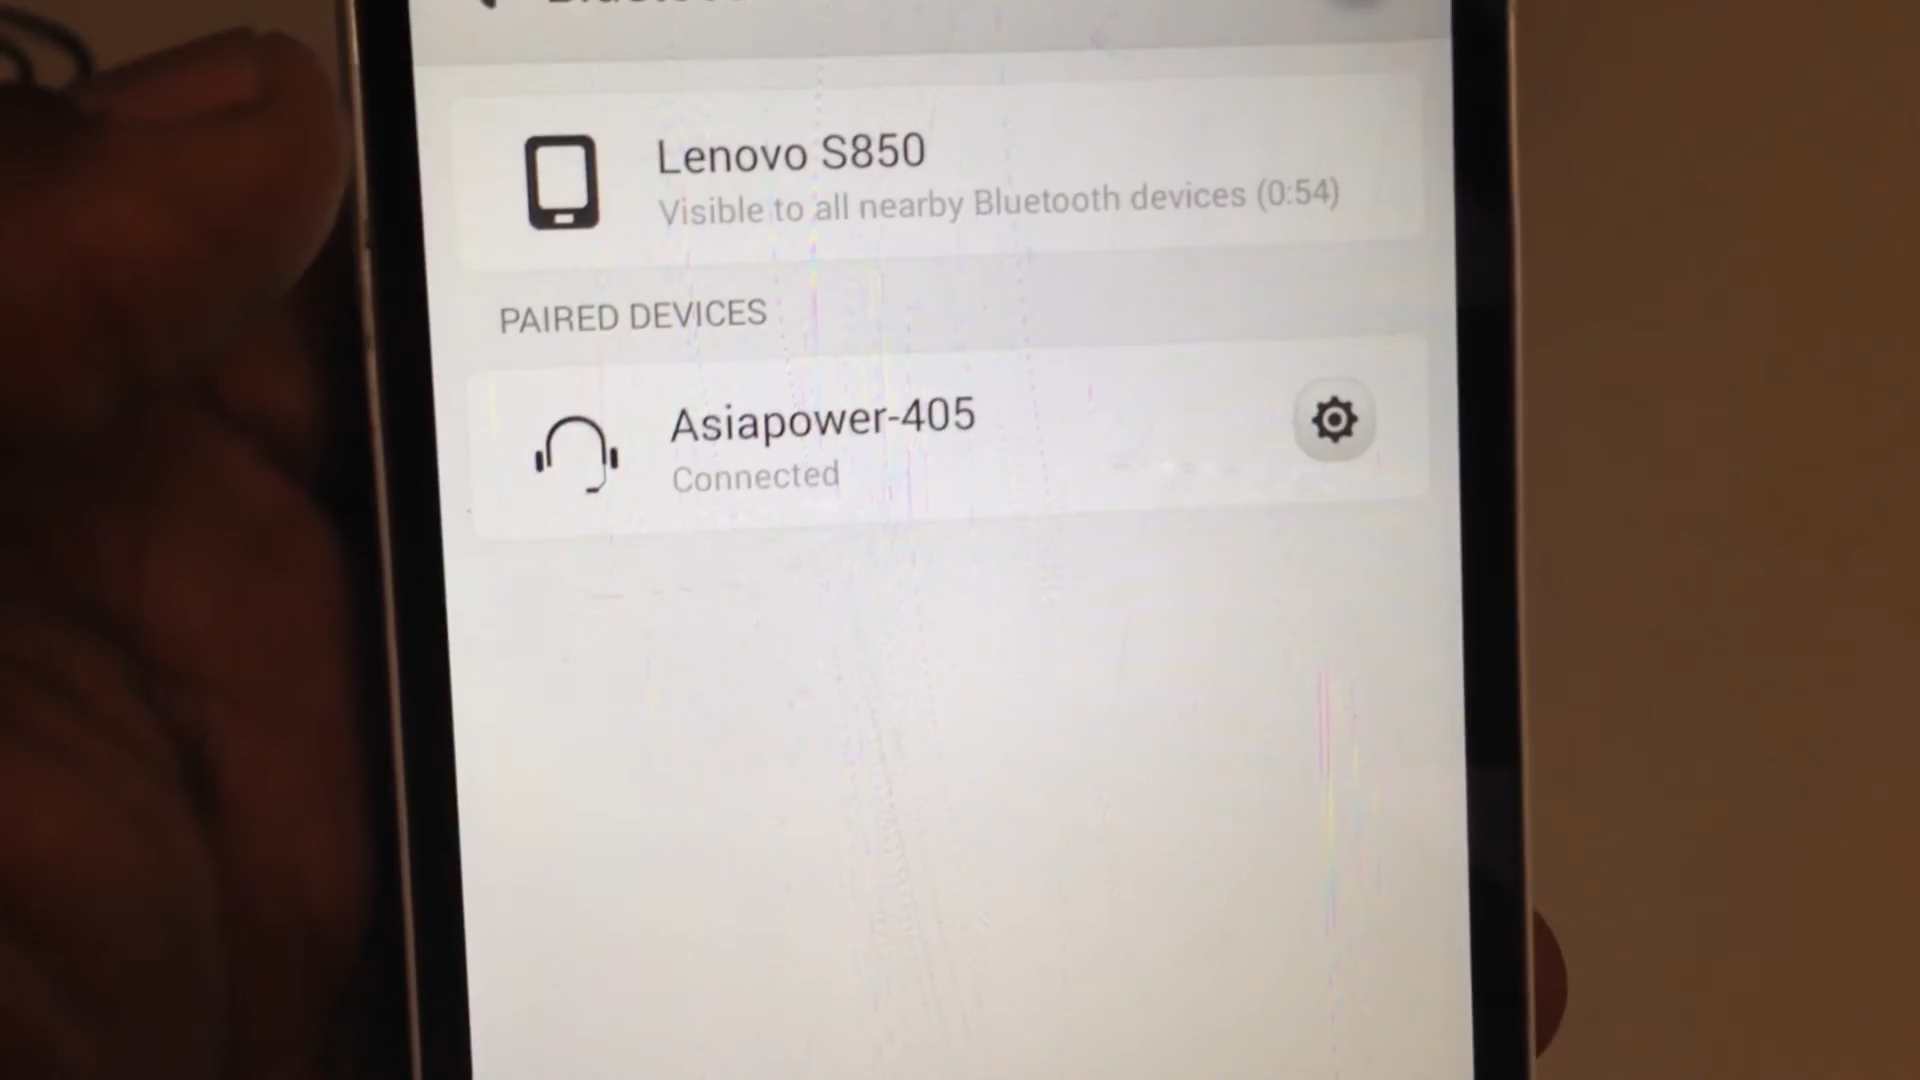 Lenovo S850
Visible to all nearby Bluetooth devices (0:54)
PAIRED DEVICES
Asiapower-405
Connected